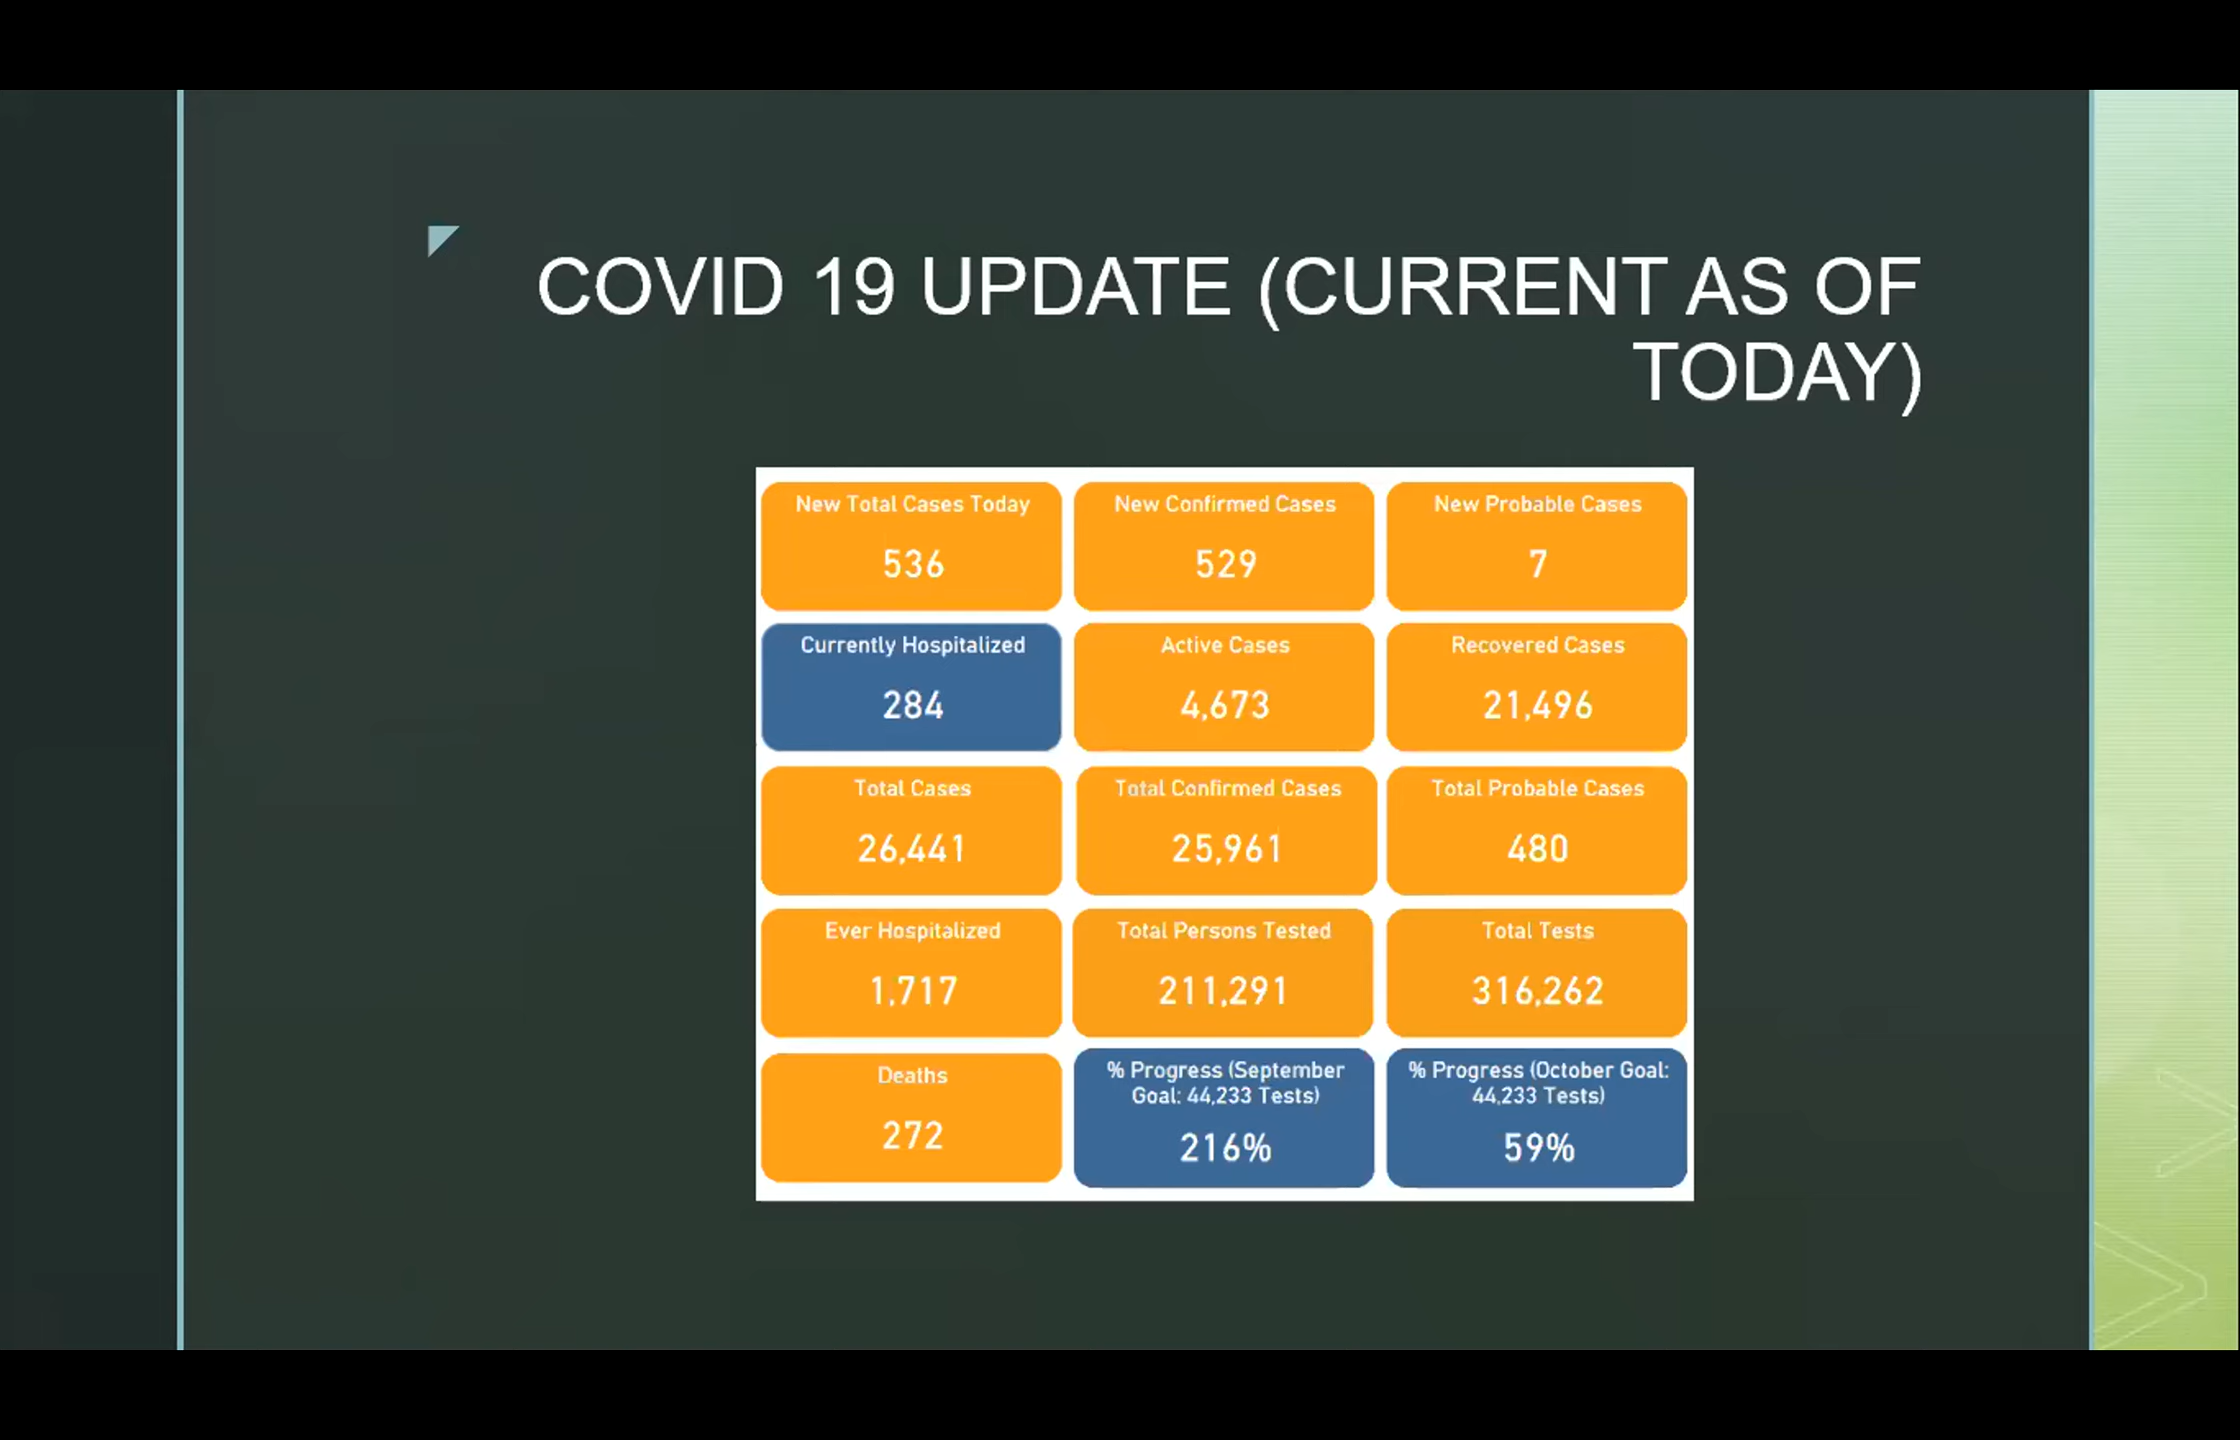 COVID 19 UPDATE (CURRENT AS OF
TODAY)
New Total Cases Today
536
New Confirmed Cases
529
New Probable Cases
7
Currently Hospitalized
284
Active Cases
4,673
Recovered Cases
21,496
Total Cases
26,441
Total Confirmed Cases
25,961
Total Probable Cases
480
Ever Hospitalized
1,717
Total Persons Tested
211,291
Total Tests
316,262
Deaths
272
% Progress (September
Goal: 44,233 Tests)
216%
% Progress (October Goal:
44,233 Tests)
59%